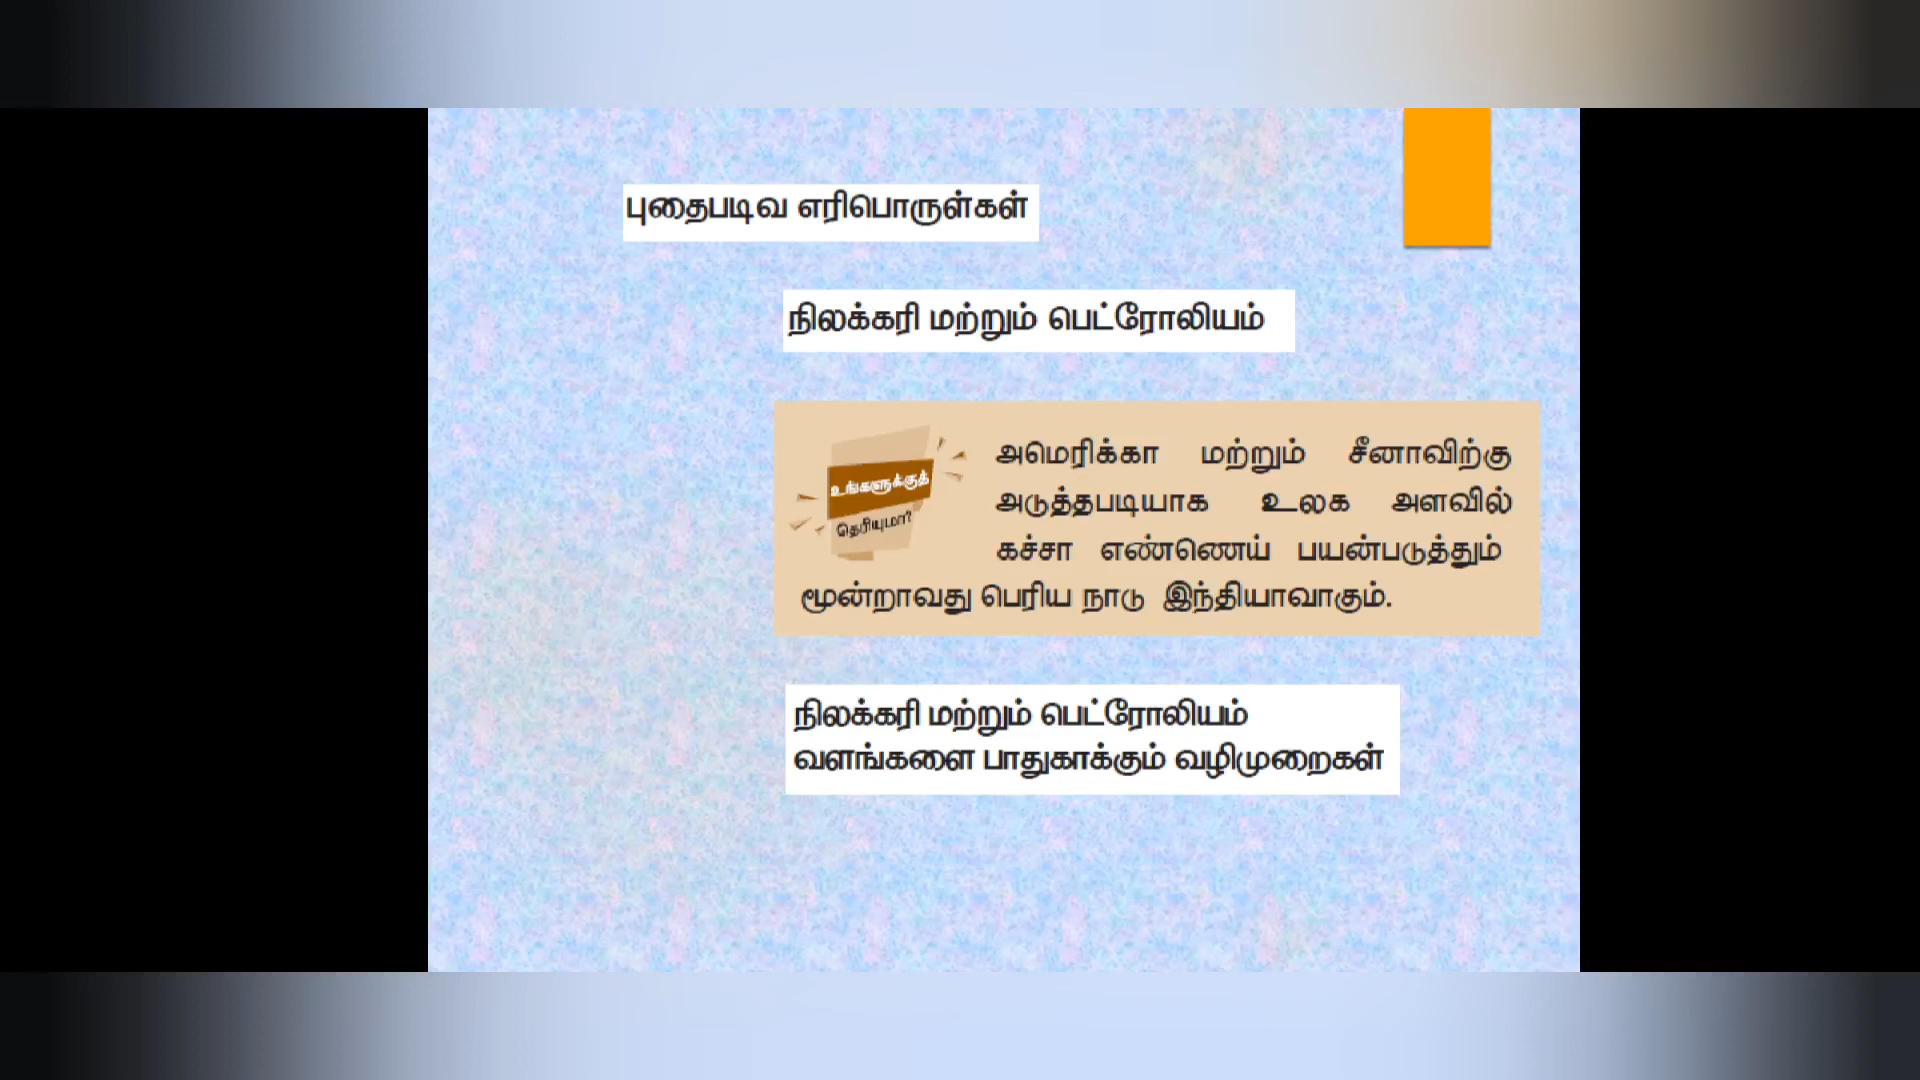 புதைபடிவ எரிபொருள்கள்
நிலக்கரி மற்றும் பெட்ரோலியம்
உங்களுக்குத்
தெரியுமா?
அமெரிக்கா மற்றும் சீனாவிற்கு
அடுத்தபடியாக உலக அளவில்
கச்சா எண்ணெய் பயன்படுத்தும்
மூன்றாவது பெரிய நாடு இந்தியாவாகும்.
நிலக்கரி மற்றும் பெட்ரோலியம்
வளங்களை பாதுகாக்கும் வழிமுறைகள்